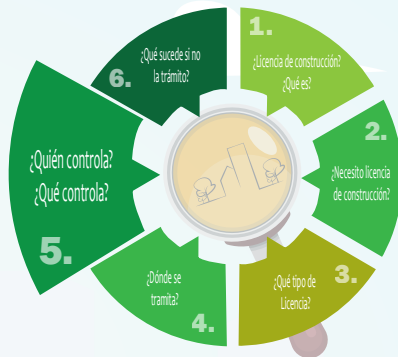 1.
¿Licencia de construcción?
¿Qué es?
2.
¿Necesito licencia
de construcción?
3.
¿Qué tipo de
Licencia?
4.
¿Dónde se
tramita?
5.
¿Quién controla?
¿Qué controla?
6.
¿Qué sucede si no
la trámito?